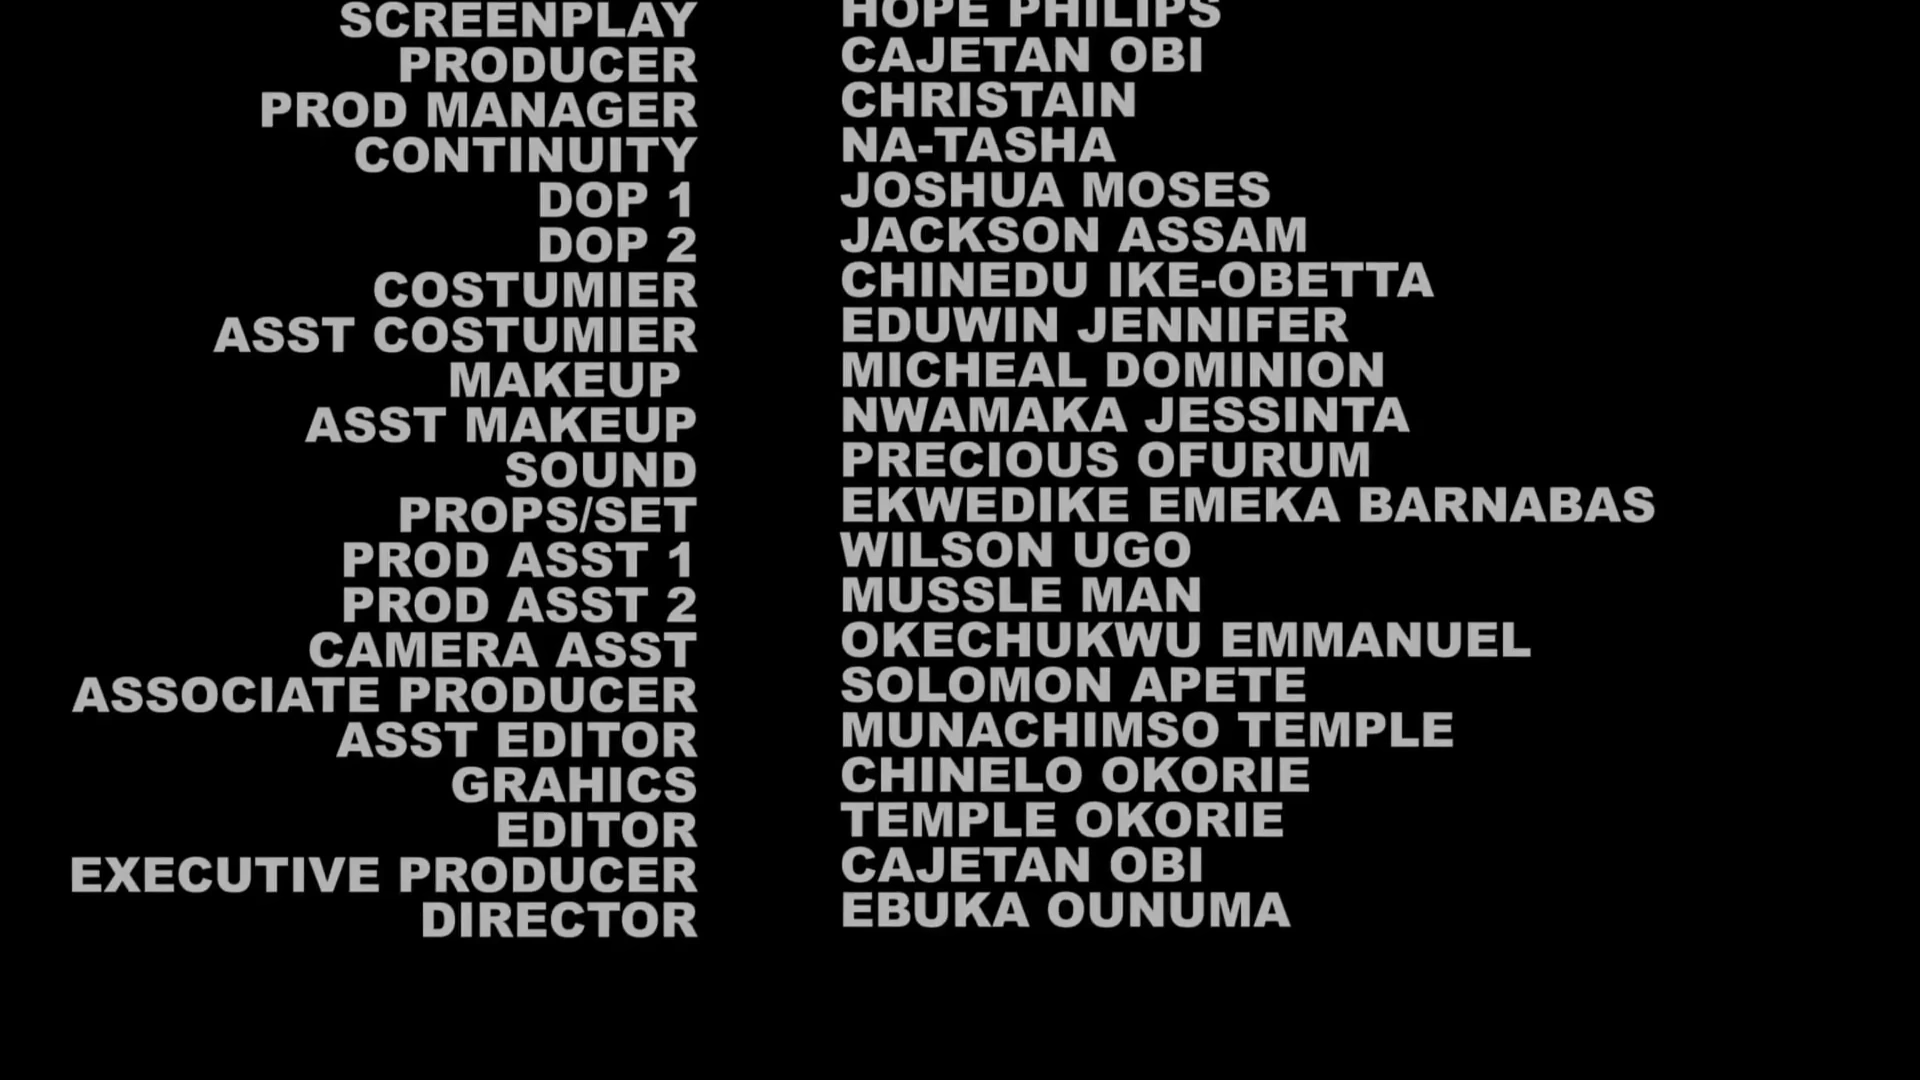 SCREENPLAY HOPE PHILIPS
PRODUCER CAJETAN OBI
PROD MANAGER CHRISTAIN
CONTINUITY NA-TASHA
DOP 1 JOSHUA MOSES
DOP 2 JACKSON ASSAM
COSTUMIER CHINEDU IKE-OBETTA
ASST COSTUMIER EDUWIN JENNIFER
MAKEUP MICHEAL DOMINION
ASST MAKEUP NWAMAKA JESSINTA
SOUND PRECIOUS OFURUM
PROPS/SET EKWEDIKE EMEKA BARNABAS
PROD ASST 1 WILSON UGO
PROD ASST 2 MUSSLE MAN
CAMERA ASST OKECHUKWU EMMANUEL
ASSOCIATE PRODUCER SOLOMON APETE
ASST EDITOR MUNACHIMSO TEMPLE
GRAHICS CHINELO OKORIE
EDITOR TEMPLE OKORIE
EXECUTIVE PRODUCER CAJETAN OBI
DIRECTOR EBUKA OUNUMA